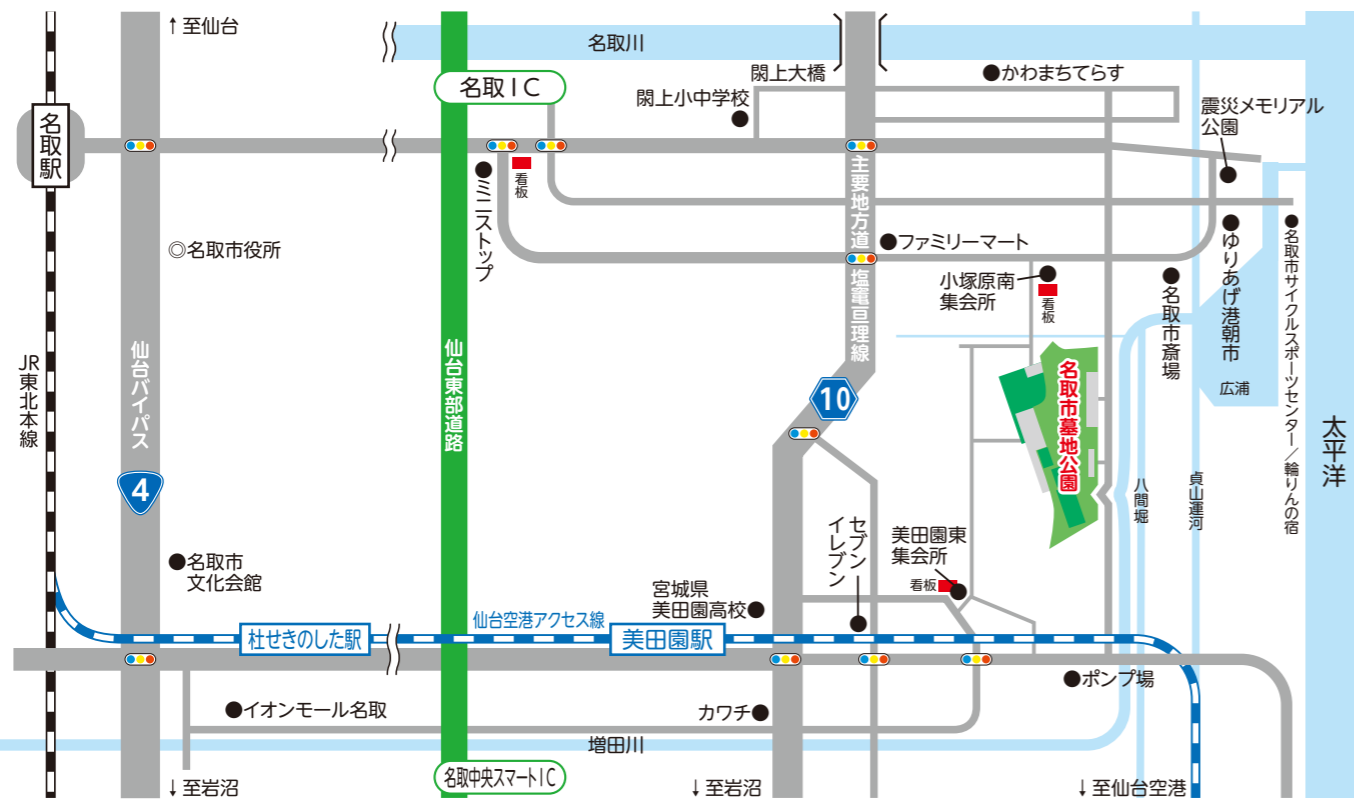 ↑至仙台
名取川
名取IC
閖上大橋
かわまちてらす
閖上小中学校
震災メモリアル
公園
名取駅
看板
ミニストップ
主要地方道 塩竈亘理線
ファミリーマート
◎名取市役所
小塚原南
集会所
看板
名取市斎場
ゆりあげ港朝市
名取市サイクルスポーツセンター/輪りんの宿
広浦
太平洋
JR東北本線
仙台バイパス
仙台東部道路
名取市墓地公園
10
4
八間堀
貞山運河
名取市
文化会館
セブン
イレブン
美田園東
集会所
看板
宮城県
美田園高校
仙台空港アクセス線
杜せきのした駅
美田園駅
ポンプ場
イオンモール名取
カワチ
増田川
↓至岩沼
名取中央スマートIC
↓至岩沼
↓至仙台空港